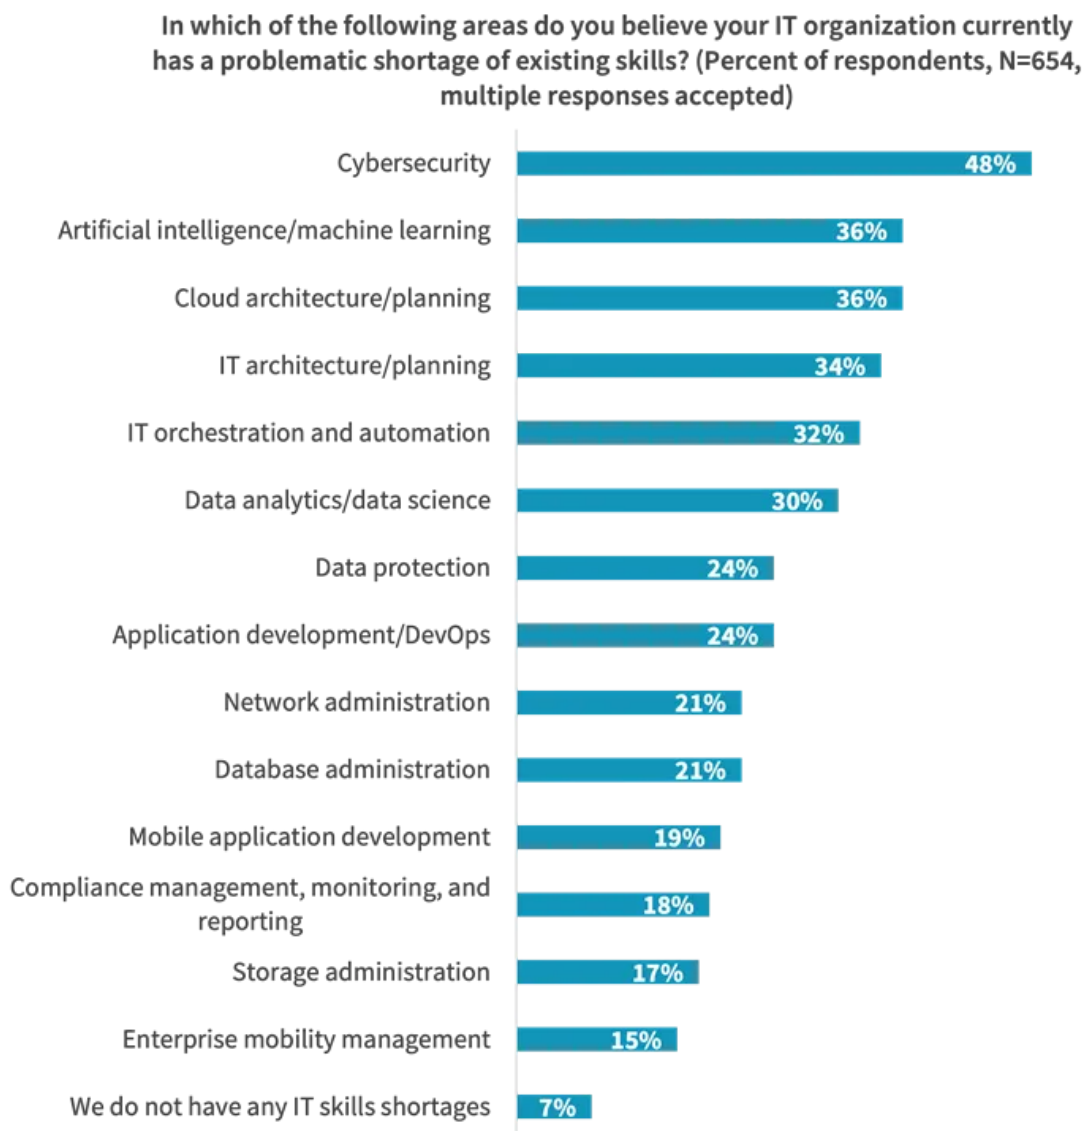 In which of the following areas do you believe your IT organization currently
has a problematic shortage of existing skills? (Percent of respondents, N=654,
multiple responses accepted)
Cybersecurity 48%
Artificial intelligence/machine learning 36%
Cloud architecture/planning 36%
IT architecture/planning 34%
IT orchestration and automation 32%
Data analytics/data science 30%
Data protection 24%
Application development/DevOps 24%
Network administration 21%
Database administration 21%
Mobile application development 19%
Compliance management, monitoring, and
reporting 18%
Storage administration 17%
Enterprise mobility management 15%
We do not have any IT skills shortages 7%